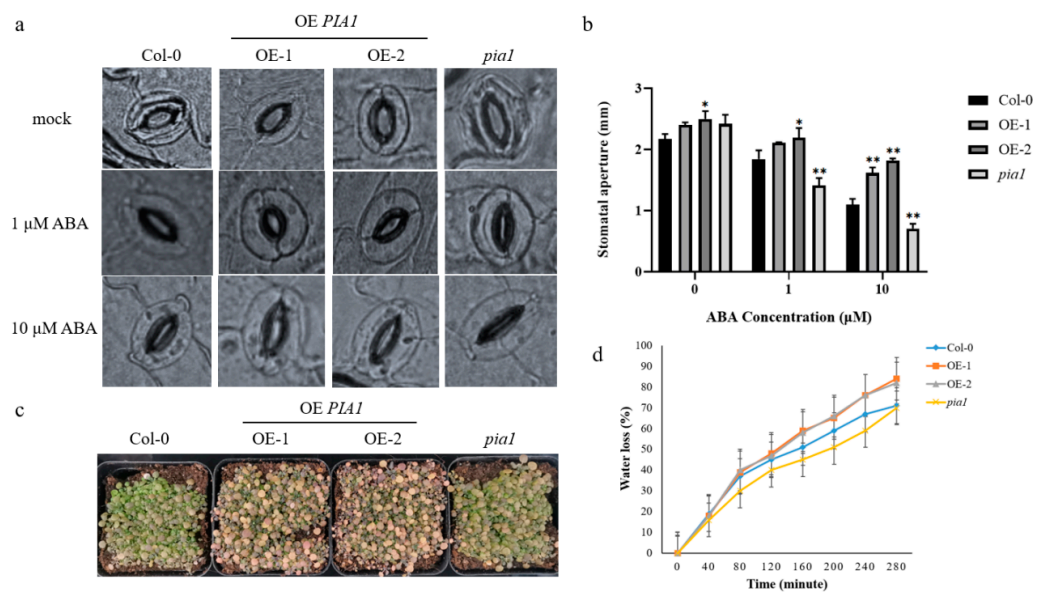 a
OE PIA1
Col-0 OE-1 OE-2 pia1
mock
1 μM ABA
10 μM ABA
b
Stomatal aperture (mm)
3
2
1
0
* * ** ** ** **
0 1 10
ABA Concentration (μM)
Col-0
OE-1
OE-2
pia1
c
OE PIA1
Col-0 OE-1 OE-2 pia1
d
Water loss (%)
100
90
80
70
60
50
40
30
20
10
0
0 40 80 120 160 200 240 280
Time (minute)
Col-0
OE-1
OE-2
pia1